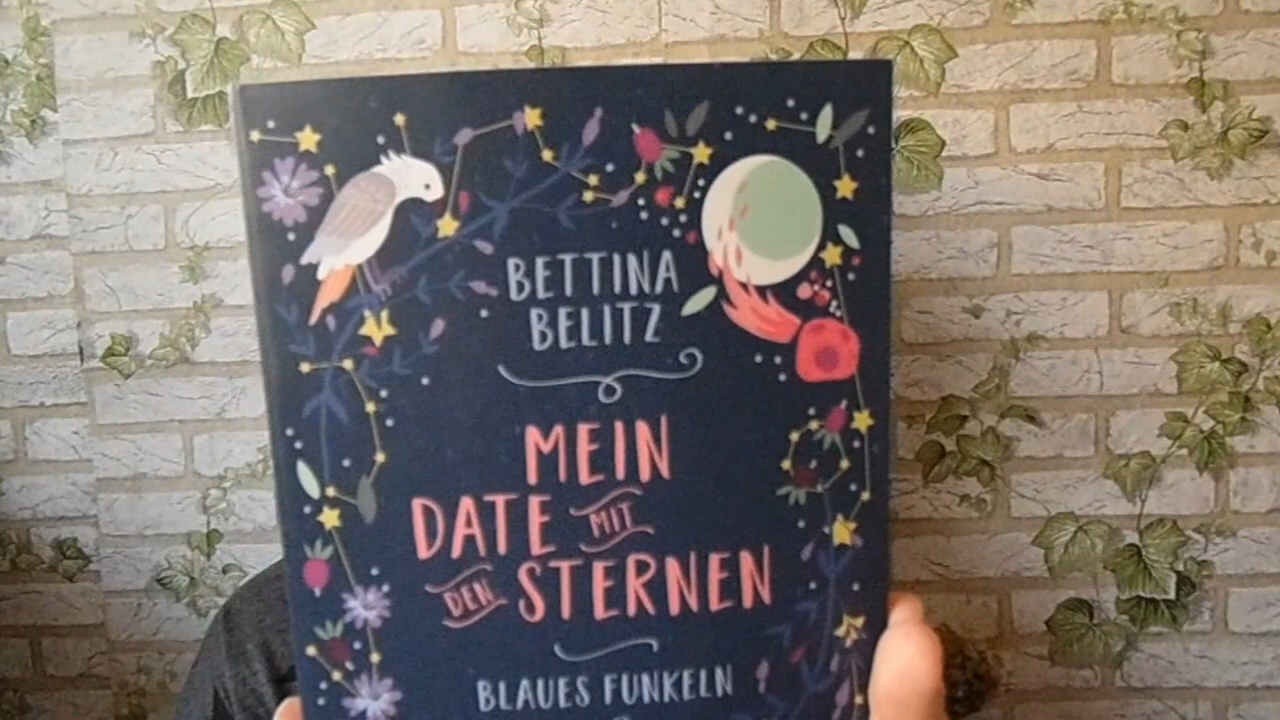 BETTINA
BELITZ
MEIN
DATE MIT
DEN STERNEN
BLAUES FUNKELN